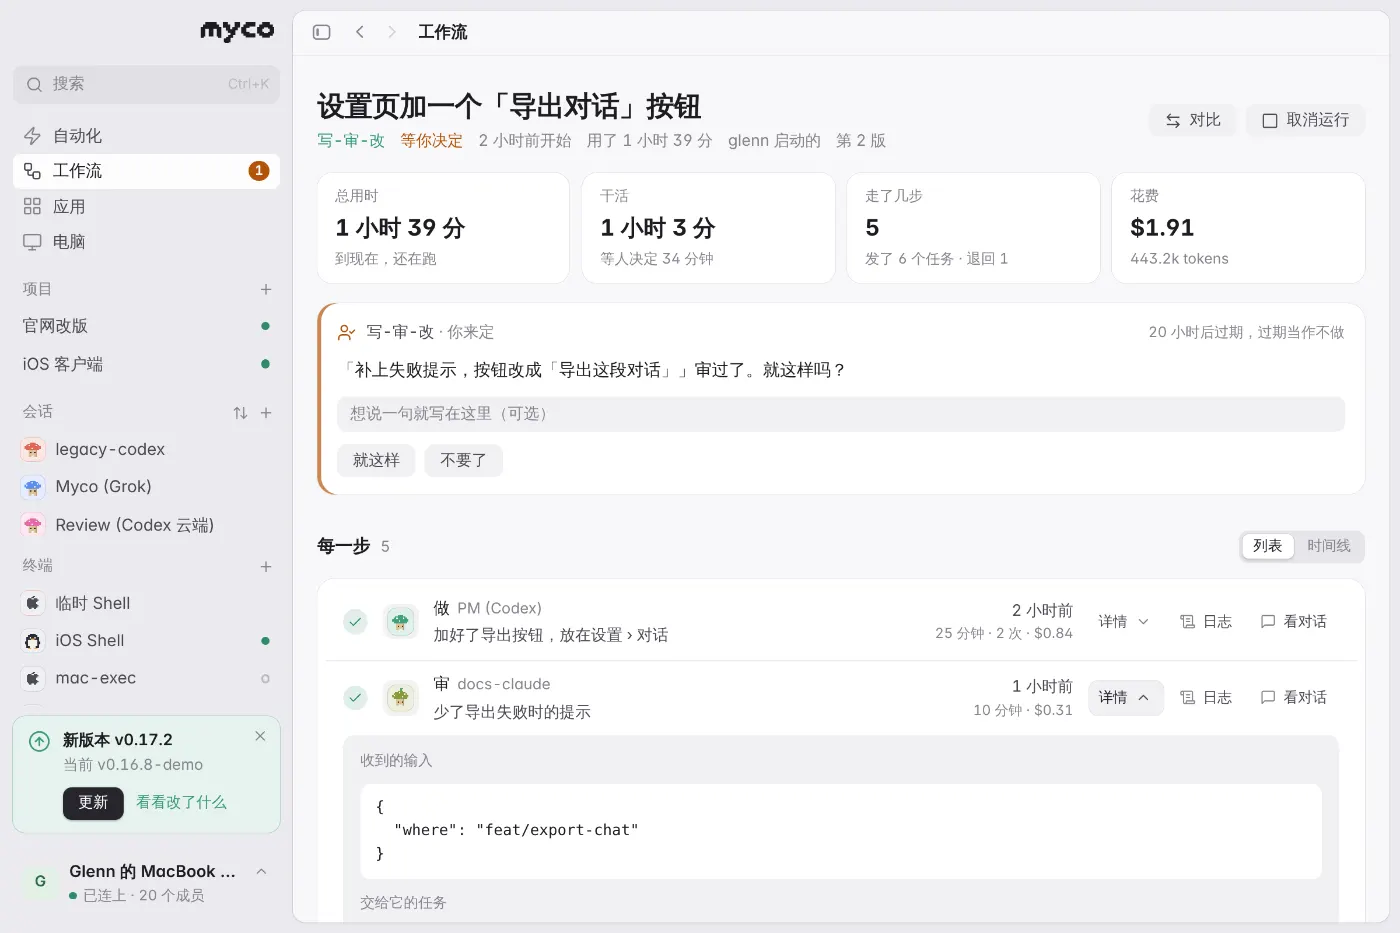 myco
搜索 Ctrl+K
自动化
工作流 1
应用
电脑
项目
官网改版
iOS 客户端
会话
legacy-codex
Myco (Grok)
Review (Codex 云端)
终端
临时 Shell
iOS Shell
mac-exec
新版本 v0.17.2
当前 v0.16.8-demo
更新 看看改了什么
G
Glenn 的 MacBook ...
已连上 · 20 个成员
工作流
设置页加一个「导出对话」按钮
写-审-改 等你决定 2 小时前开始 用了 1 小时 39 分 glenn 启动的 第 2 版
对比 取消运行
总用时
1 小时 39 分
到现在，还在跑
干活
1 小时 3 分
等人决定 34 分钟
走了几步
5
发了 6 个任务 · 退回 1
花费
$1.91
443.2k tokens
写-审-改 · 你来定 20 小时后过期，过期当作不做
「补上失败提示，按钮改成「导出这段对话」」审过了。就这样吗？
想说一句就写在这里（可选）
就这样 不要了
每一步 5 列表 时间线
做 PM (Codex)
加好了导出按钮，放在设置 › 对话
2 小时前
25 分钟 · 2 次 · $0.84
详情 日志 看对话
审 docs-claude
少了导出失败时的提示
1 小时前
10 分钟 · $0.31
详情 日志 看对话
收到的输入
{
"where": "feat/export-chat"
}
交给它的任务